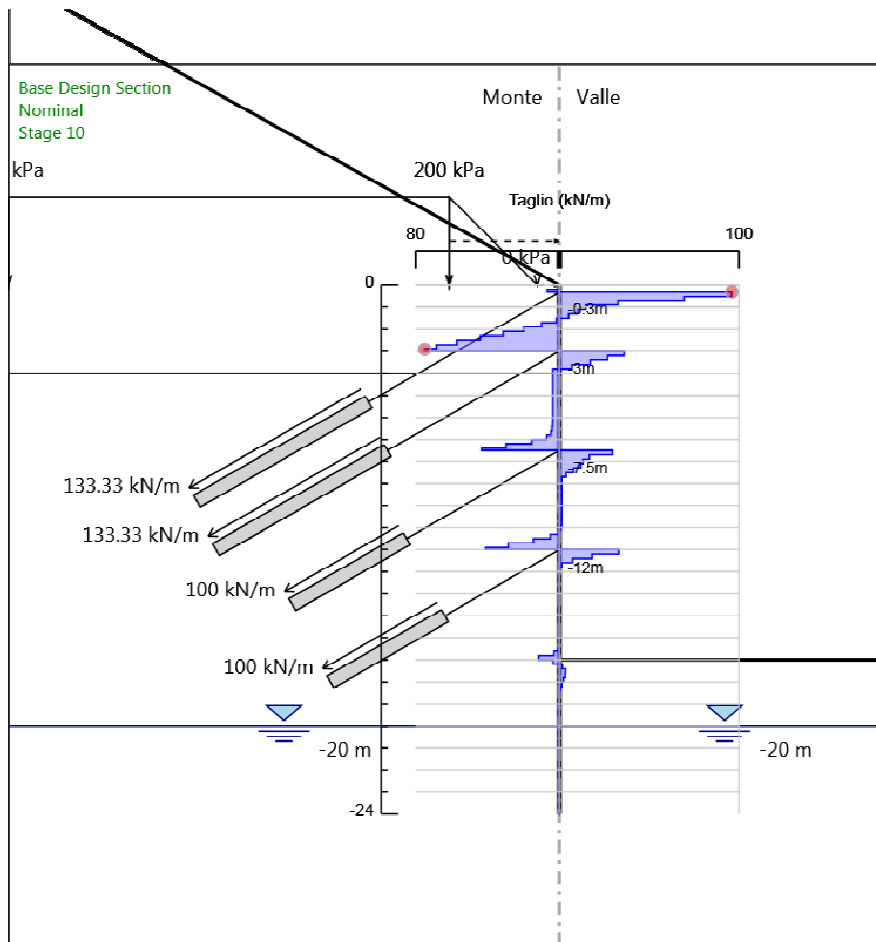 Base Design Section
Nominal
Stage 10
Monte
Valle
kPa
200 kPa
Taglio (kN/m)
80
100
0 kPa
0
-0.3m
-3m
-7.5m
-12m
133.33 kN/m
133.33 kN/m
100 kN/m
100 kN/m
-20 m
-20 m
-24